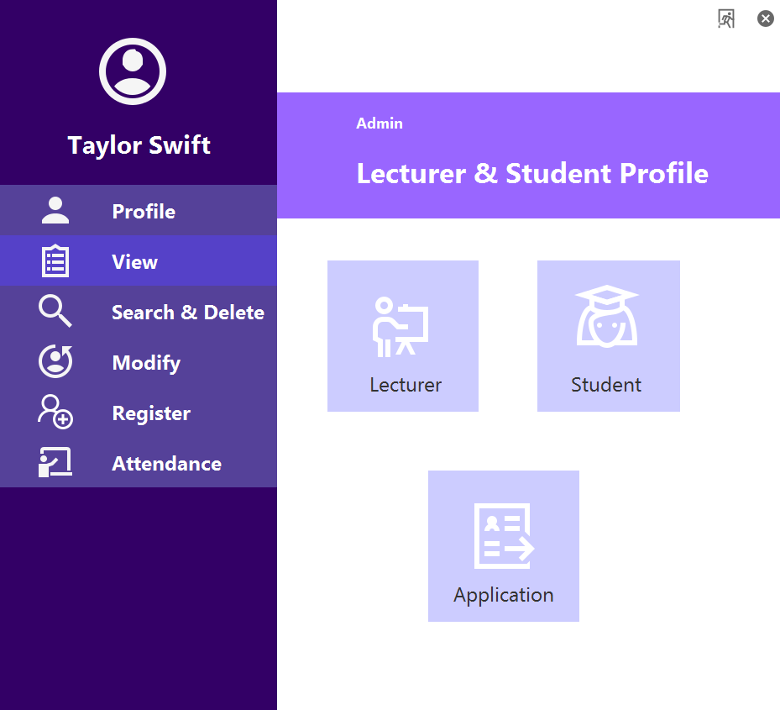 Taylor Swift
Profile
View
Search & Delete
Modify
Register
Attendance
Admin
Lecturer & Student Profile
Lecturer
Student
Application